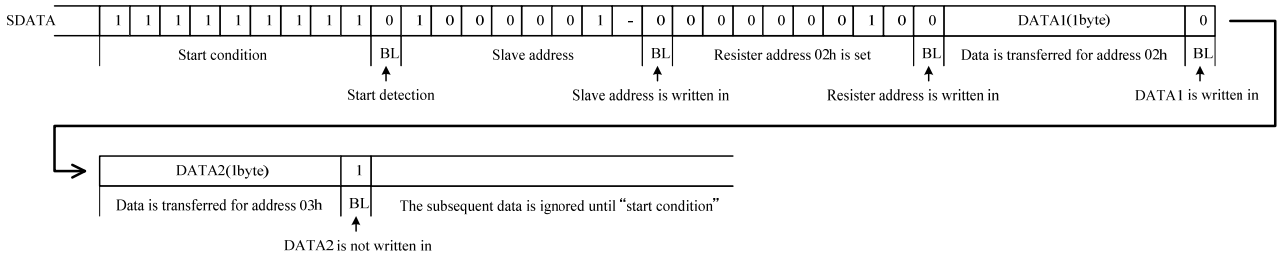 SDATA 1 1 1 1 1 1 1 1 1 0 1 0 0 0 0 0 1 - 0 0 0 0 0 0 0 1 0 0 DATA1(1byte) 0
Start condition BL Slave address BL Resister address 02h is set BL Data is transferred for address 02h BL
Start detection Slave address is written in Resister address is written in DATA1 is written in
DATA2(1byte) 1
Data is transferred for address 03h BL The subsequent data is ignored until “start condition”
DATA2 is not written in